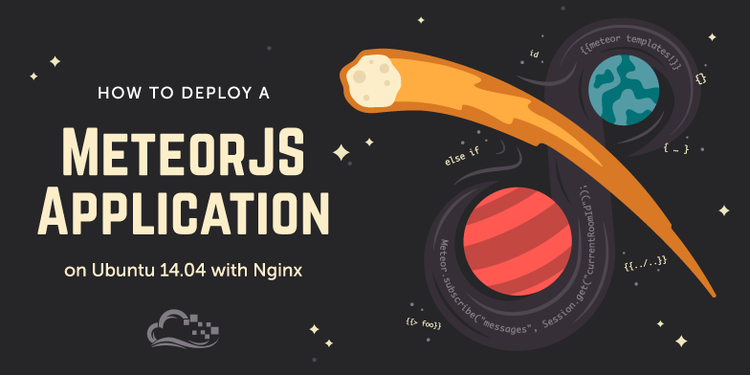 HOW TO DEPLOY A
METEORJS
APPLICATION
on Ubuntu 14.04 with Nginx
{{meteor templates!}}
id
{}
{ … }
else if
Meteor.subscribe("messages", Session.get("currentRoomId"));
{{../..}}
{{> foo}}